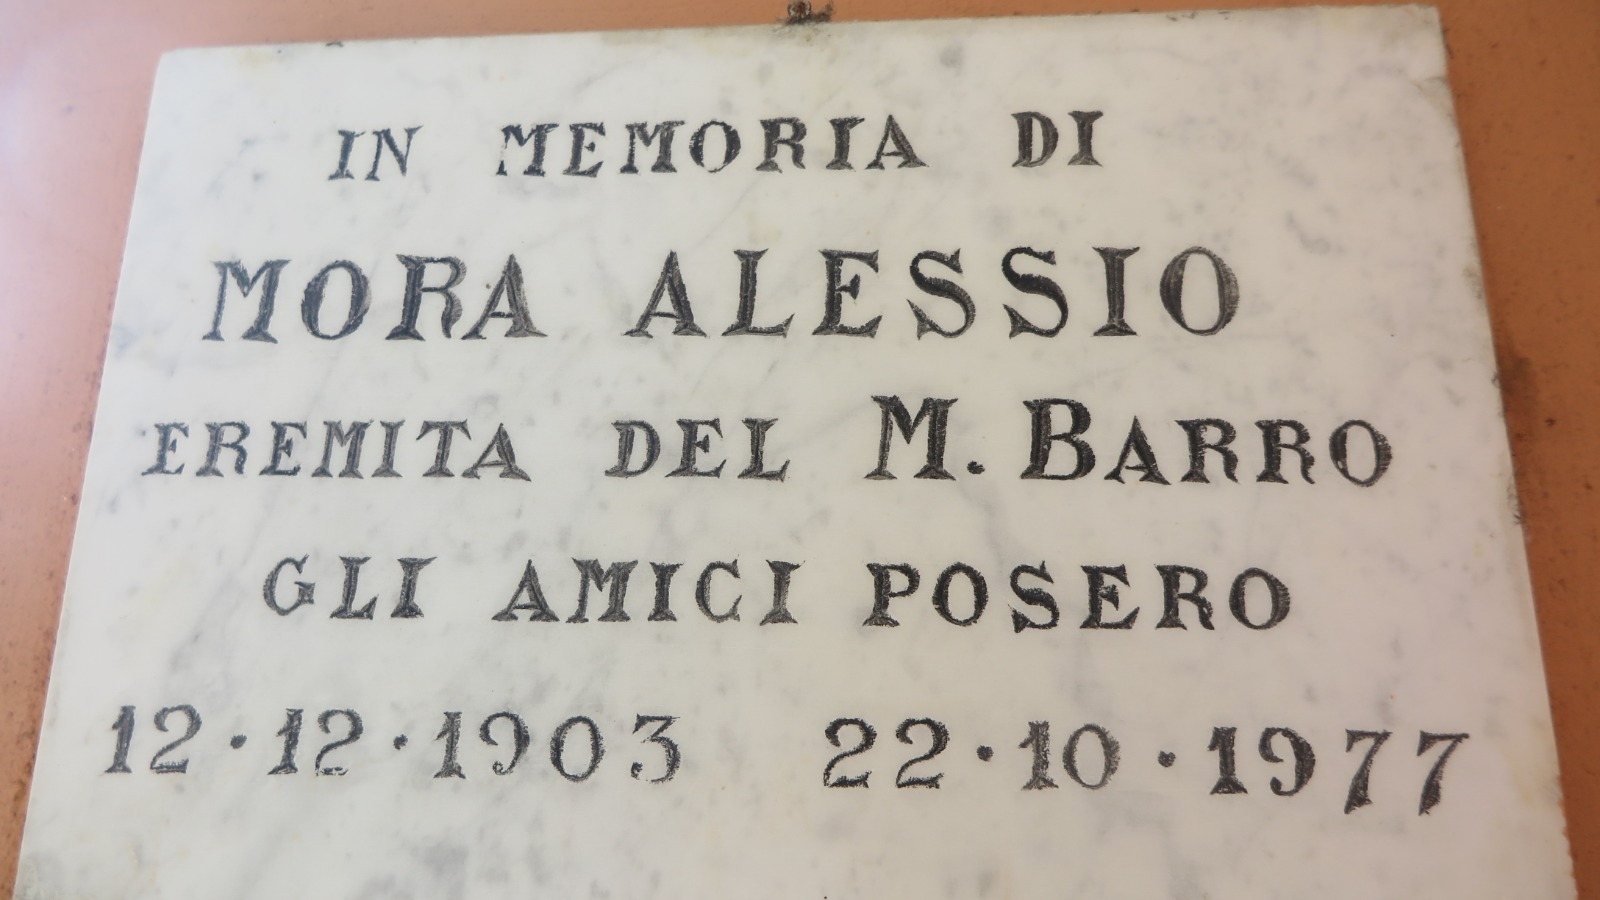 IN MEMORIA DI
MORA ALESSIO
EREMITA DEL M. BARRO
GLI AMICI POSERO
12·12·1903 22·10·1977